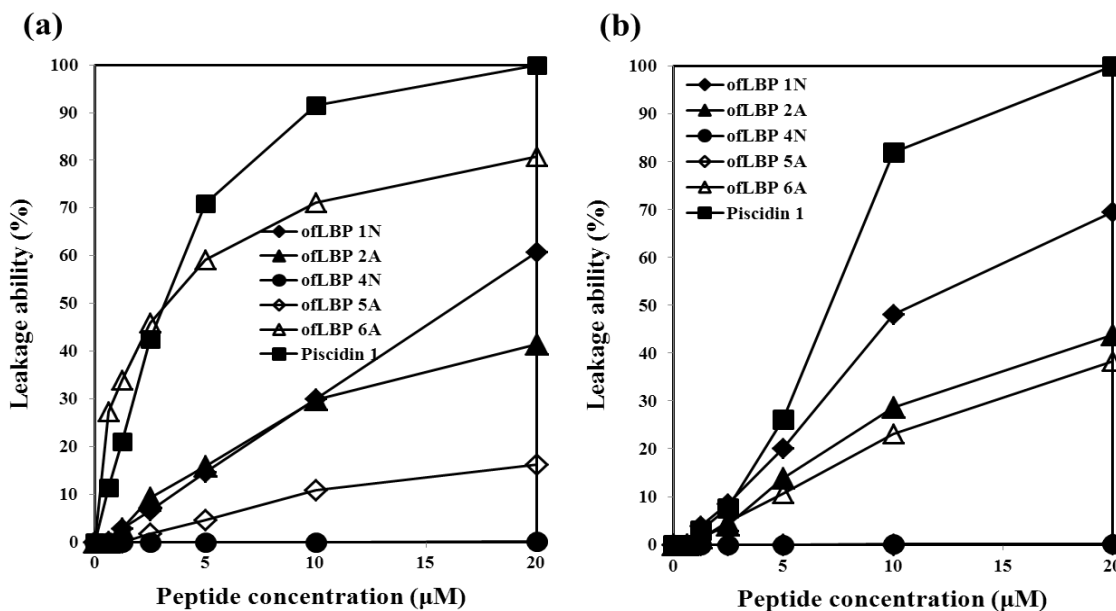 (a)
Leakage ability (%)
100
90
80
70
60
50
40
30
20
10
0
ofLBP 1N
ofLBP 2A
ofLBP 4N
ofLBP 5A
ofLBP 6A
Piscidin 1
0
5
10
15
20
Peptide concentration (μM)
(b)
Leakage ability (%)
100
90
80
70
60
50
40
30
20
10
0
ofLBP 1N
ofLBP 2A
ofLBP 4N
ofLBP 5A
ofLBP 6A
Piscidin 1
0
5
10
15
20
Peptide concentration (μM)